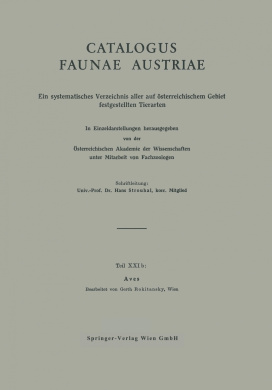 CATALOGUS
FAUNAE AUSTRIAE
Ein systematisches Verzeichnis aller auf österreichischem Gebiet
festgestellten Tierarten
In Einzeldarstellungen herausgegeben
von der
Österreichischen Akademie der Wissenschaften
unter Mitarbeit von Fachzoologen
Schriftleitung:
Univ.-Prof. Dr. Hans Strouhal, korr. Mitglied
Teil XXI b:
Aves
Bearbeitet von Gerth Rokitansky, Wien
Springer-Verlag Wien GmbH